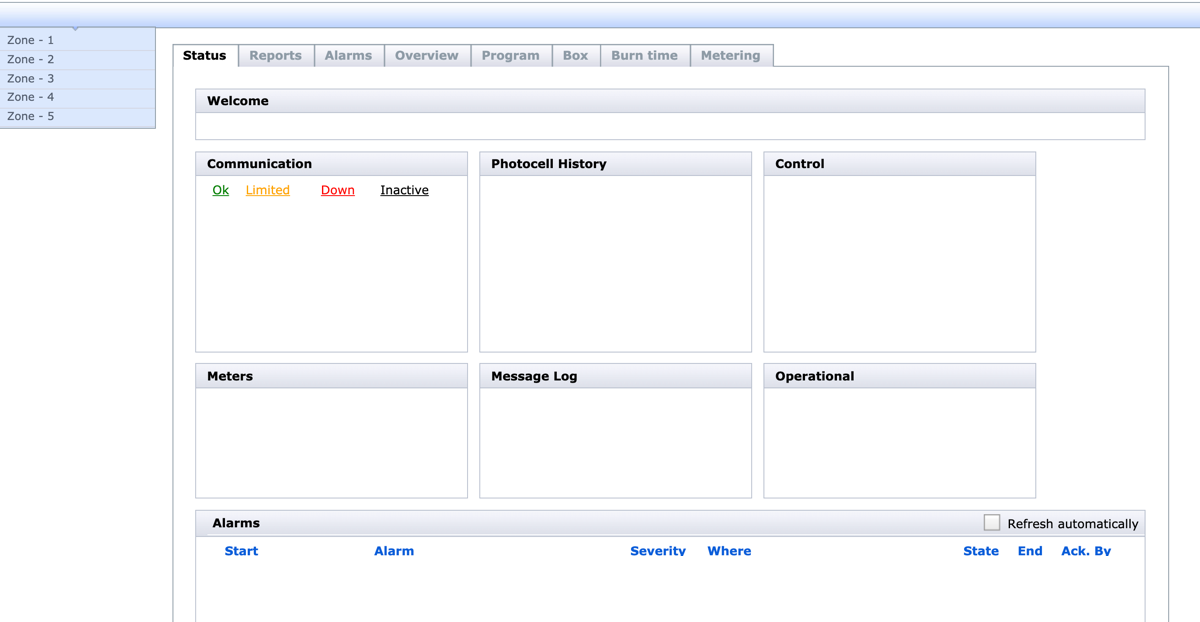 Zone - 1
Zone - 2
Zone - 3
Zone - 4
Zone - 5
Status Reports Alarms Overview Program Box Burn time Metering
Welcome
Communication Photocell History Control
Ok Limited Down Inactive
Meters Message Log Operational
Alarms Refresh automatically
Start Alarm Severity Where State End Ack. By